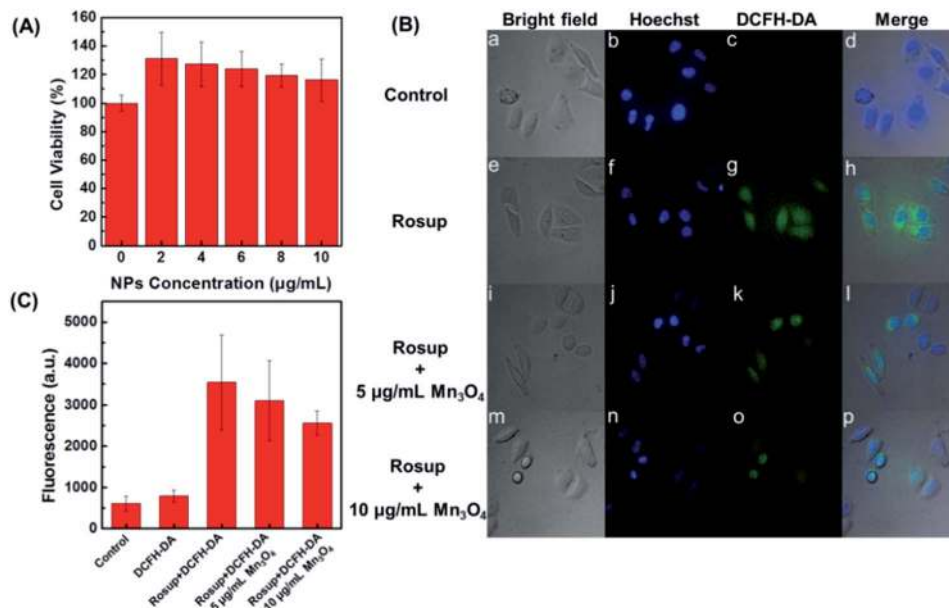 (A)
Cell Viability (%)
160
140
120
100
80
60
40
20
0
0 2 4 6 8 10
NPs Concentration (µg/mL)
(B)
Bright field Hoechst DCFH-DA Merge
Control
a b c d
Rosup
e f g h
Rosup
+
5 µg/mL Mn₃O₄
i j k l
Rosup
+
10 µg/mL Mn₃O₄
m n o p
(C)
Fluorescence (a.u.)
5000
4000
3000
2000
1000
0
Control
DCFH-DA
Rosup+DCFH-DA
Rosup+DCFH-DA
5 µg/mL Mn₃O₄
Rosup+DCFH-DA
10 µg/mL Mn₃O₄